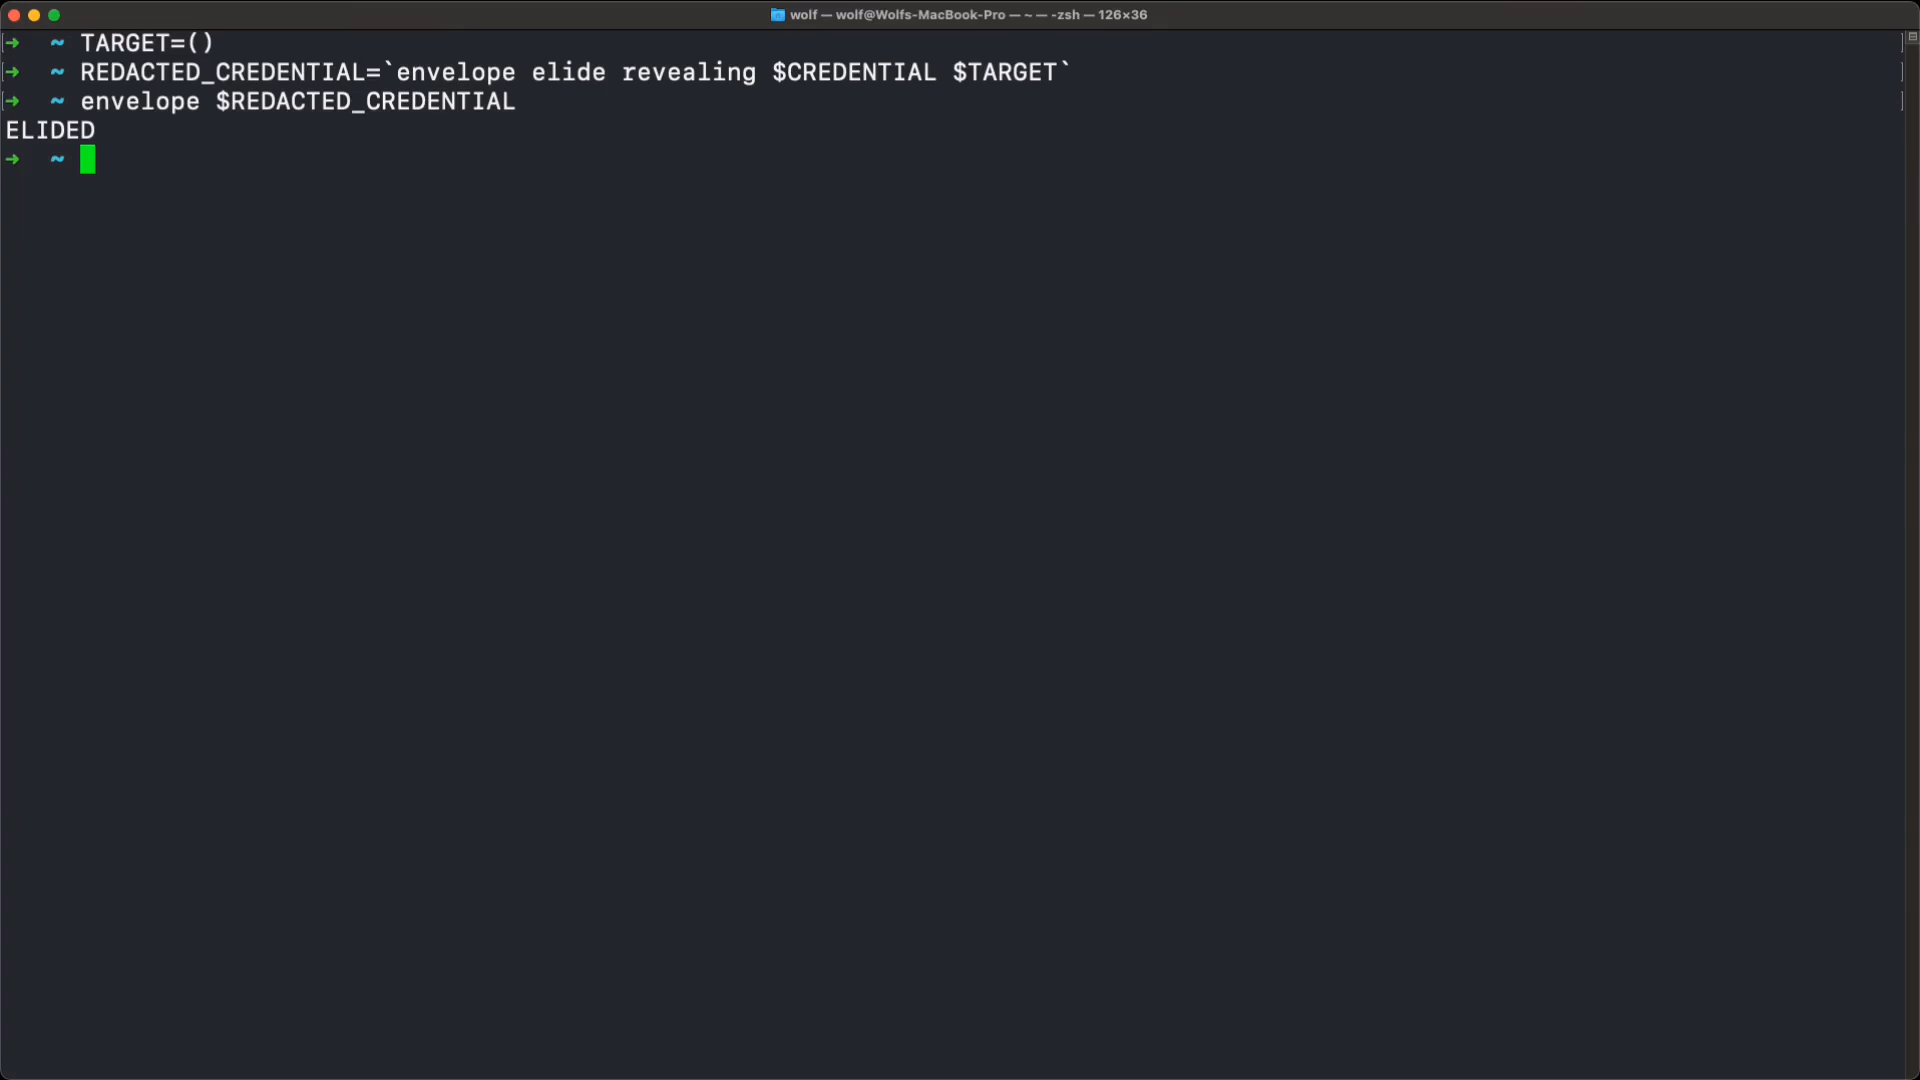 wolf — wolf@Wolfs-MacBook-Pro — ~ — -zsh — 126×36
➜ ~ TARGET=()
➜ ~ REDACTED_CREDENTIAL=`envelope elide revealing $CREDENTIAL $TARGET`
➜ ~ envelope $REDACTED_CREDENTIAL
ELIDED
➜ ~